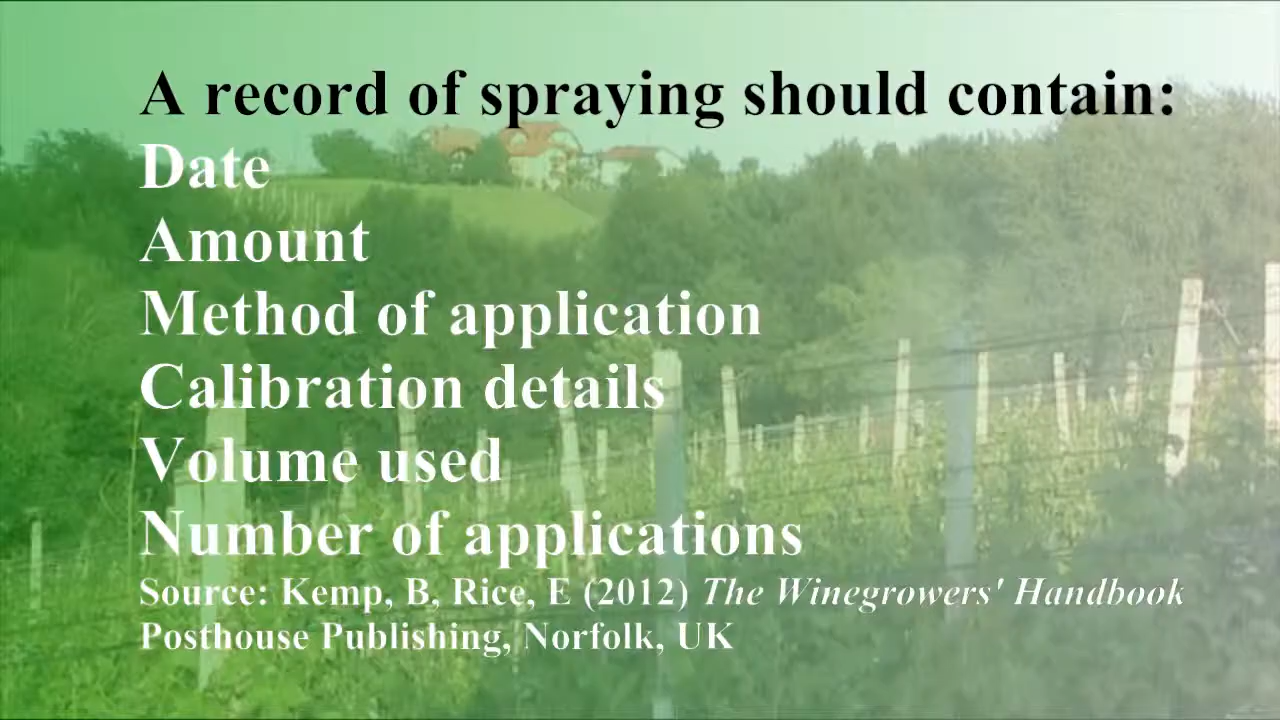 A record of spraying should contain:
Date
Amount
Method of application
Calibration details
Volume used
Number of applications
Source: Kemp, B, Rice, E (2012) The Winegrowers' Handbook
Posthouse Publishing, Norfolk, UK